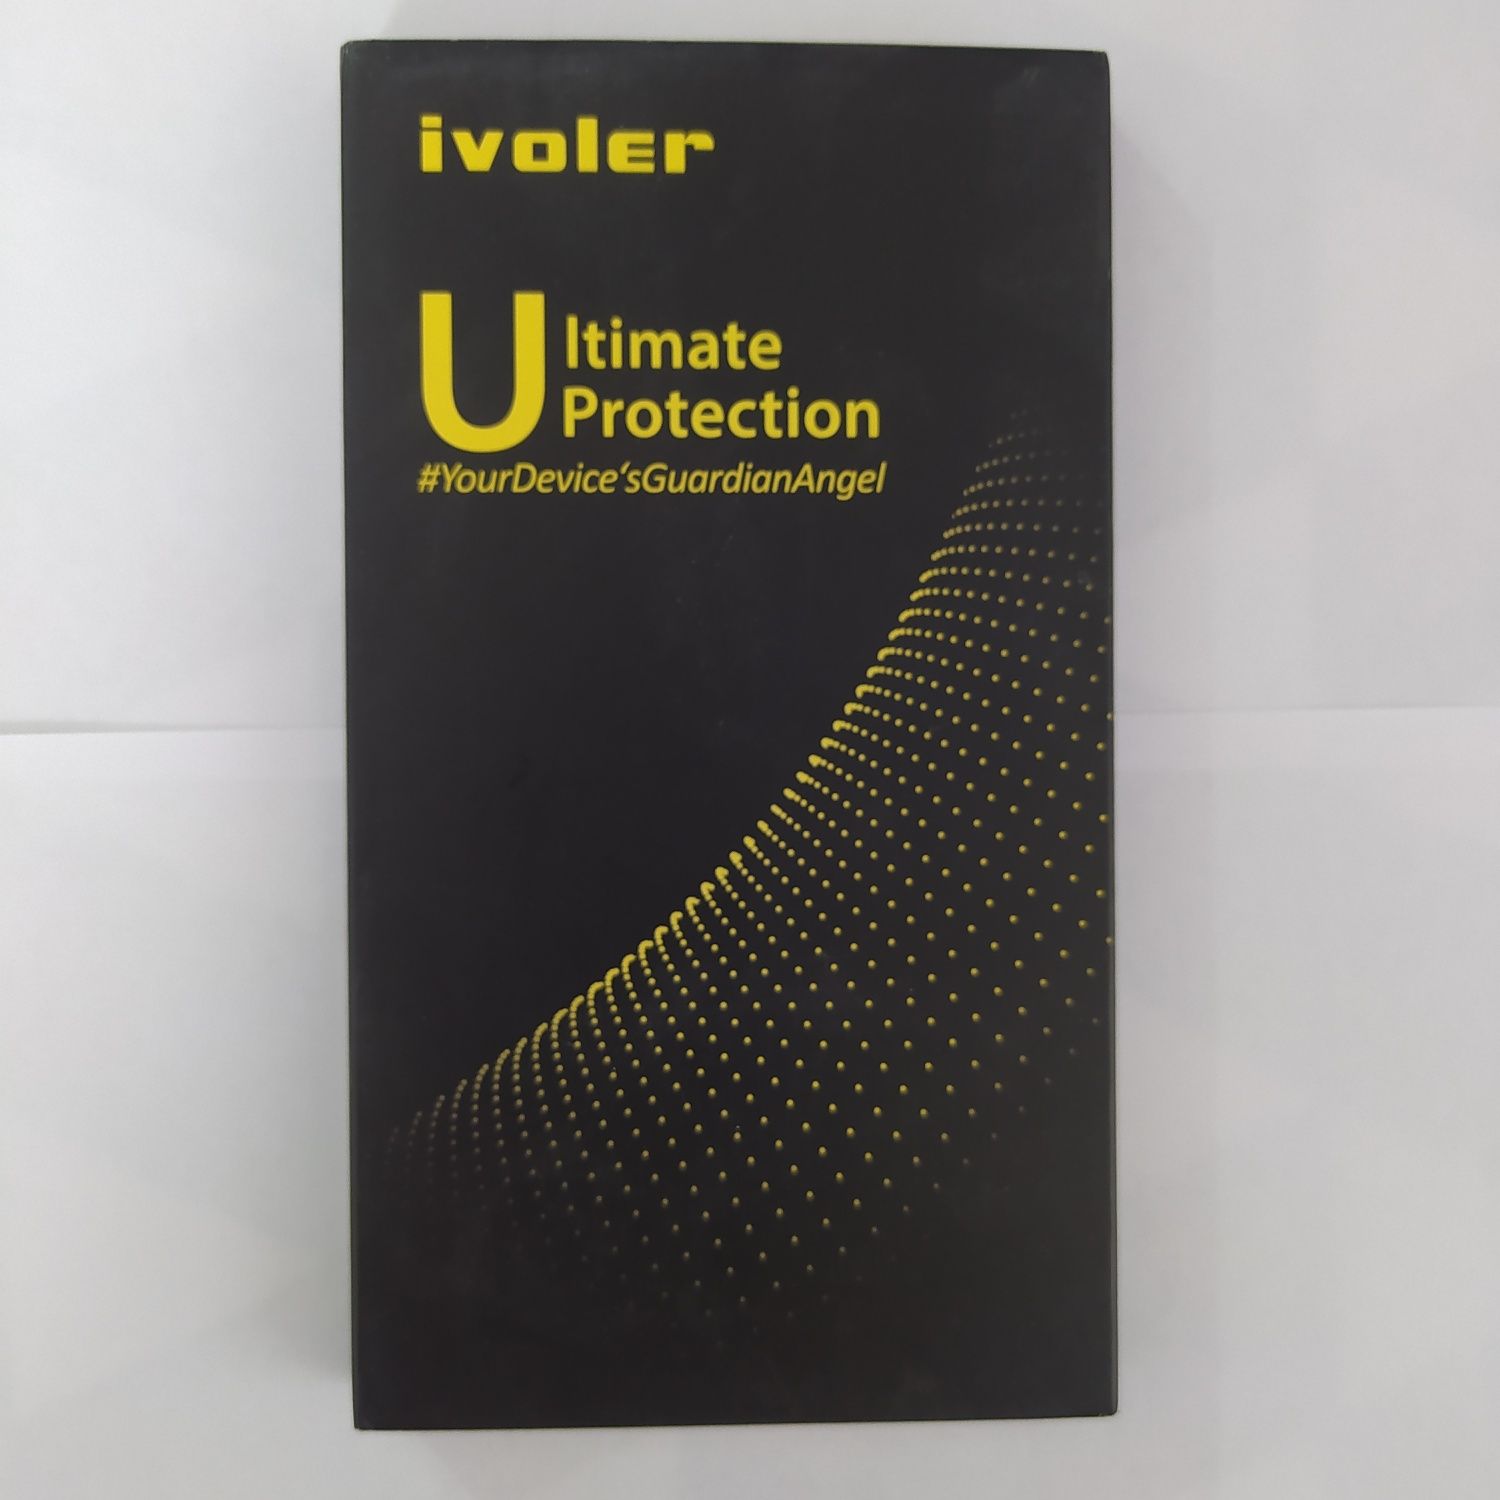 ivoler
Ultimate
Protection
#YourDevice‘sGuardianAngel